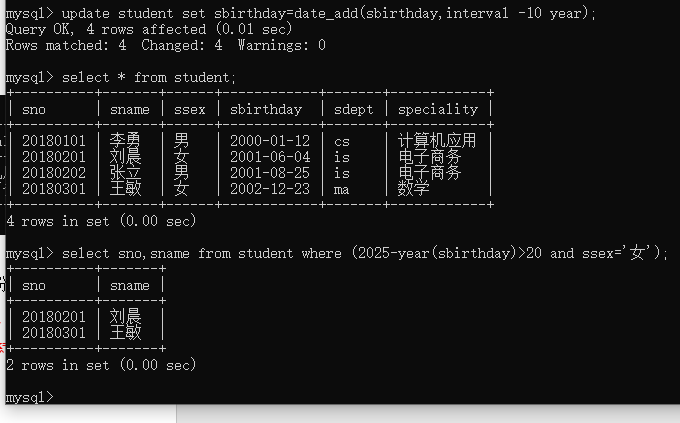 mysql> update student set sbirthday=date_add(sbirthday,interval -10 year);
Query OK, 4 rows affected (0.01 sec)
Rows matched: 4  Changed: 4  Warnings: 0
mysql> select * from student;
+----------+-------+------+------------+-------+------------+
| sno      | sname | ssex | sbirthday  | sdept | speciality |
+----------+-------+------+------------+-------+------------+
| 20180101 | 李勇  | 男   | 2000-01-12 | cs    | 计算机应用 |
| 20180201 | 刘晨  | 女   | 2001-06-04 | is    | 电子商务   |
| 20180202 | 张立  | 男   | 2001-08-25 | is    | 电子商务   |
| 20180301 | 王敏  | 女   | 2002-12-23 | ma    | 数学       |
+----------+-------+------+------------+-------+------------+
4 rows in set (0.00 sec)
mysql> select sno,sname from student where (2025-year(sbirthday)>20 and ssex='女');
+----------+-------+
| sno      | sname |
+----------+-------+
| 20180201 | 刘晨  |
| 20180301 | 王敏  |
+----------+-------+
2 rows in set (0.00 sec)
mysql>